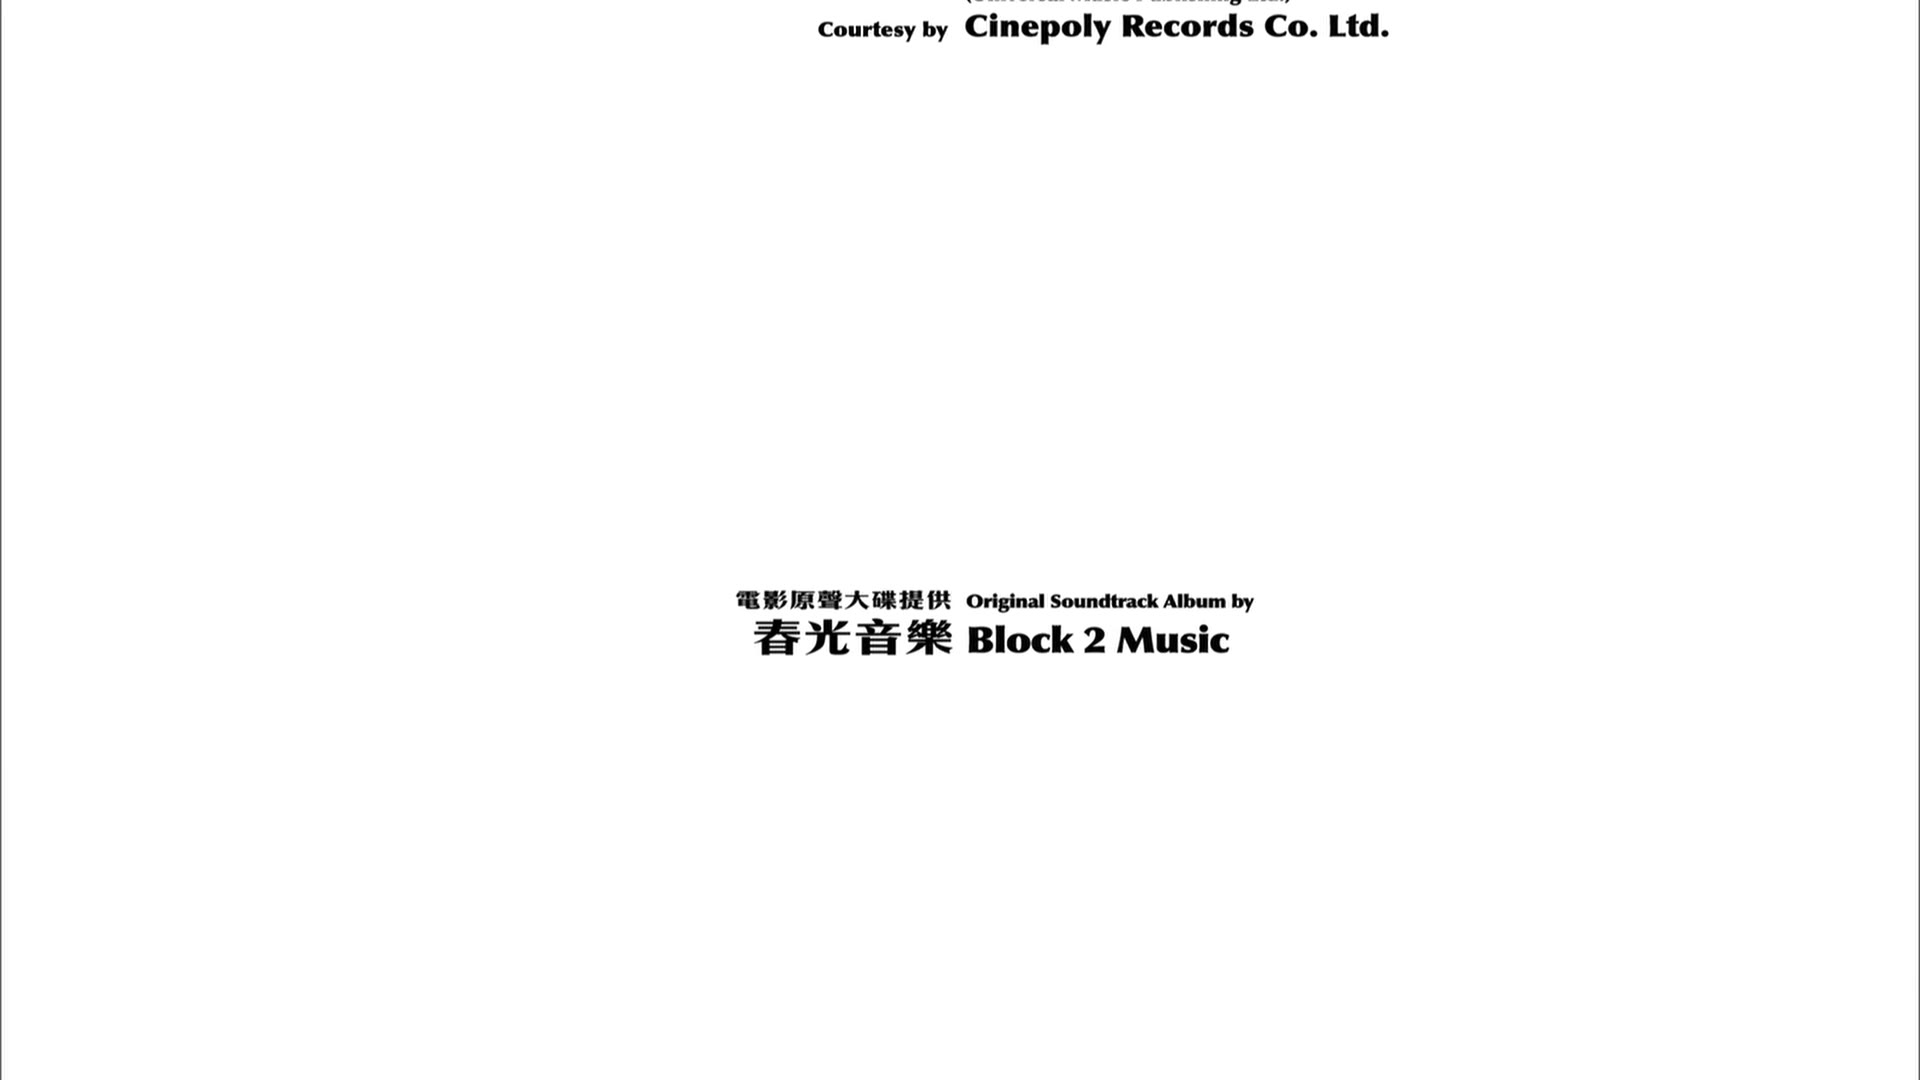 Courtesy by Cinepoly Records Co. Ltd.
電影原聲大碟提供 Original Soundtrack Album by
春光音樂 Block 2 Music